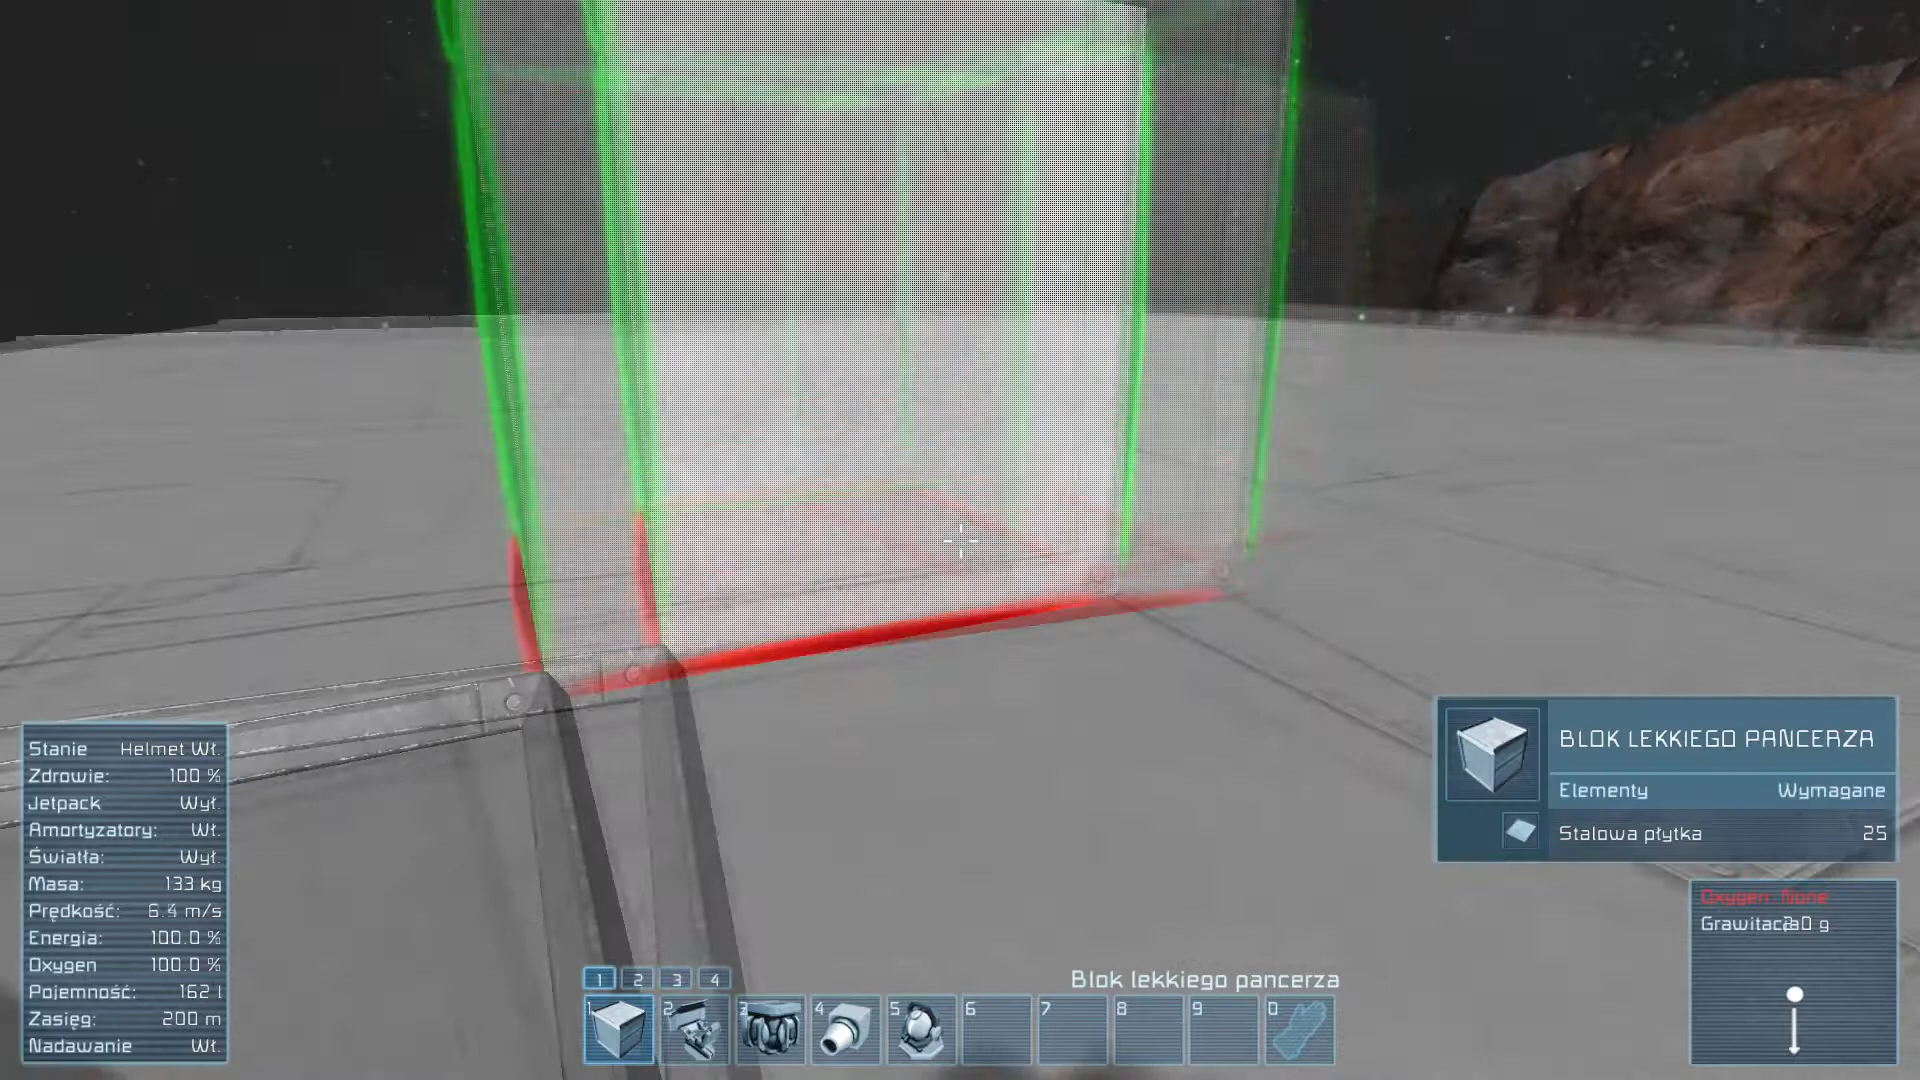 Stanie Helmet Wł.
Zdrowie: 100 %
Jetpack Wył.
Amortyzatory: Wł.
Światła: Wył.
Masa: 133 kg
Prędkość: 6.4 m/s
Energia: 100.0 %
Oxygen 100.0 %
Pojemność: 162 l
Zasięg: 200 m
Nadawanie Wł.
BLOK LEKKIEGO PANCERZA
Elementy Wymagane
Stalowa płytka 25
Oxygen: None
g
1 2 3 4
Blok lekkiego pancerza
1 2 3 4 5 6 7 8 9 0